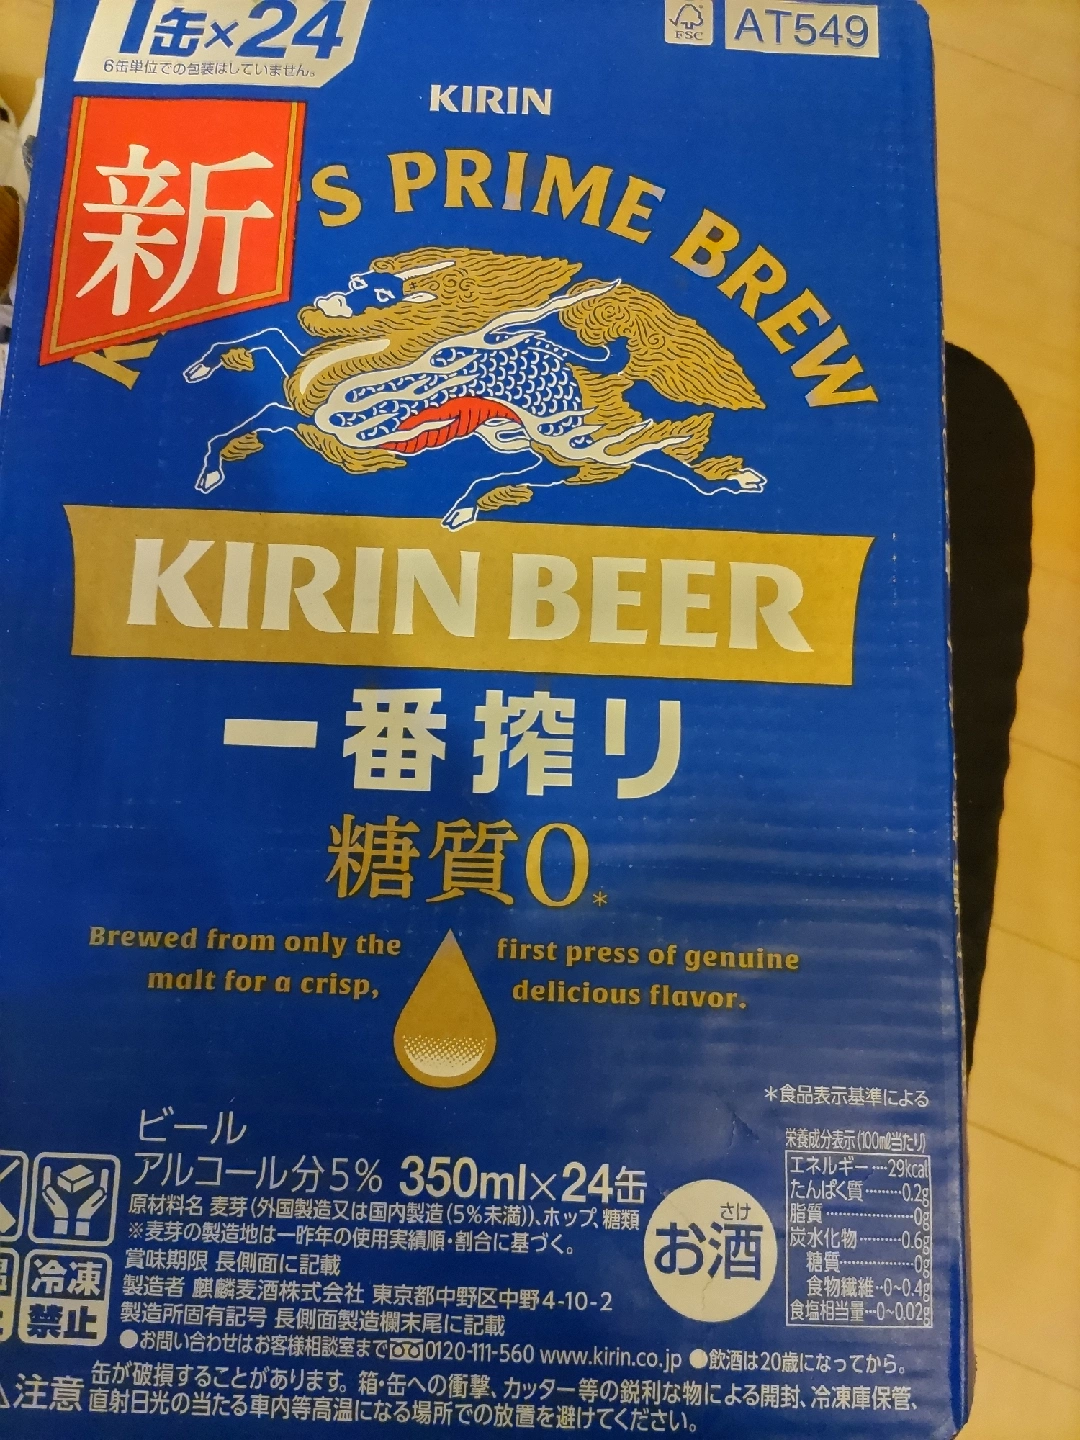 1缶×24
6缶単位での包装はしていません。
FSC
AT549
KIRIN
新
'S PRIME BREW
KIRIN BEER
一番搾り
糖質0*
Brewed from only the first press of genuine
malt for a crisp, delicious flavor.
*食品表示基準による
ビール
アルコール分5% 350ml×24缶
原材料名 麦芽(外国製造又は国内製造(5%未満))、ホップ、糖類
※麦芽の製造地は一昨年の使用実績順・割合に基づく。
賞味期限 長側面に記載
製造者 麒麟麦酒株式会社 東京都中野区中野4-10-2
製造所固有記号 長側面製造欄末尾に記載
●お問い合わせはお客様相談室まで0120-111-560 www.kirin.co.jp ●飲酒は20歳になってから。
さけ
お酒
栄養成分表示(100ml当たり)
エネルギー…29kcal
たんぱく質………0.2g
脂質………………0g
炭水化物………0.6g
糖質………………0g
食物繊維…0~0.4g
食塩相当量…0~0.02g
冷凍
禁止
注意 缶が破損することがあります。箱・缶への衝撃、カッター等の鋭利な物による開封、冷凍庫保管、
直射日光の当たる車内等高温になる場所での放置を避けてください。